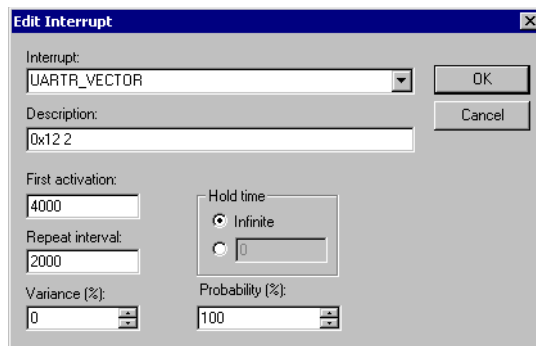 Edit Interrupt
Interrupt:
UARTR_VECTOR
OK
Description:
Cancel
0x12 2
First activation:
4000
Hold time
Infinite
Repeat interval:
0
2000
Variance (%):
Probability (%):
0
100